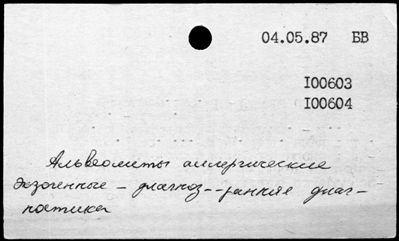 04.05.87 БВ
I00603
I00604
Альвеолиты аллергические
экзогенные - диагноз--ранняя диаг-
ностика